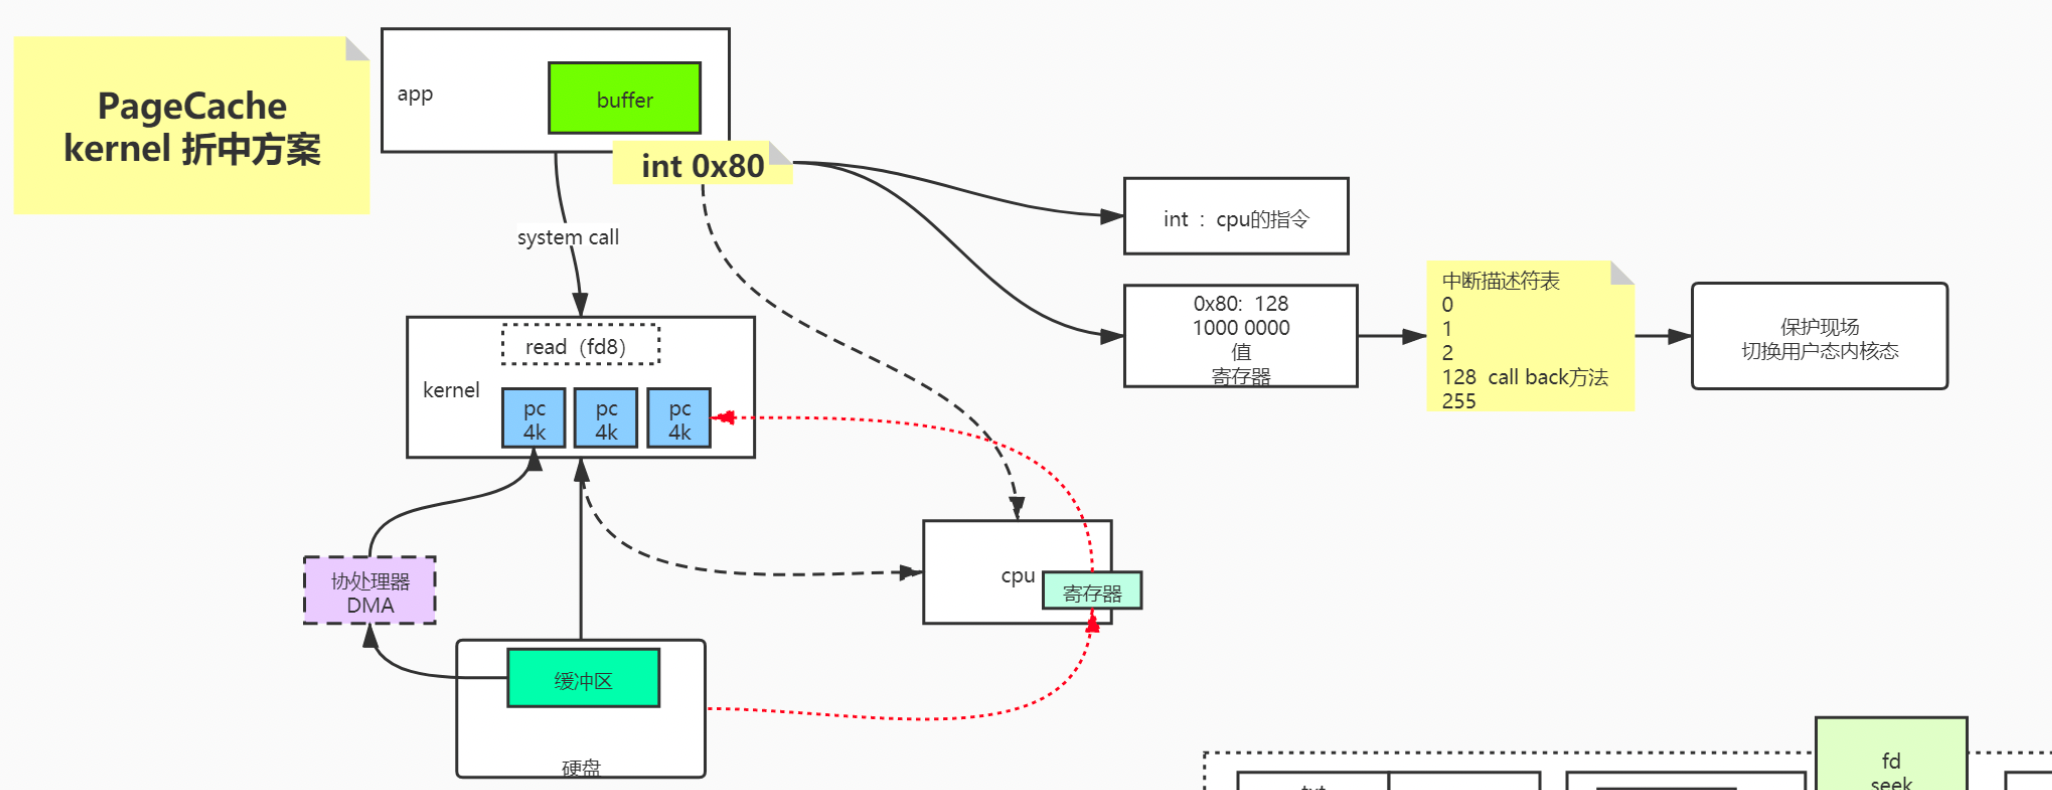 PageCache
kernel 折中方案
app
buffer
int 0x80
system call
int : cpu的指令
0x80: 128
1000 0000
值
寄存器
中断描述符表
0
1
2
128 call back方法
255
保护现场
切换用户态内核态
read（fd8）
kernel
pc
4k
pc
4k
pc
4k
cpu
寄存器
协处理器
DMA
缓冲区
硬盘
fd
seek